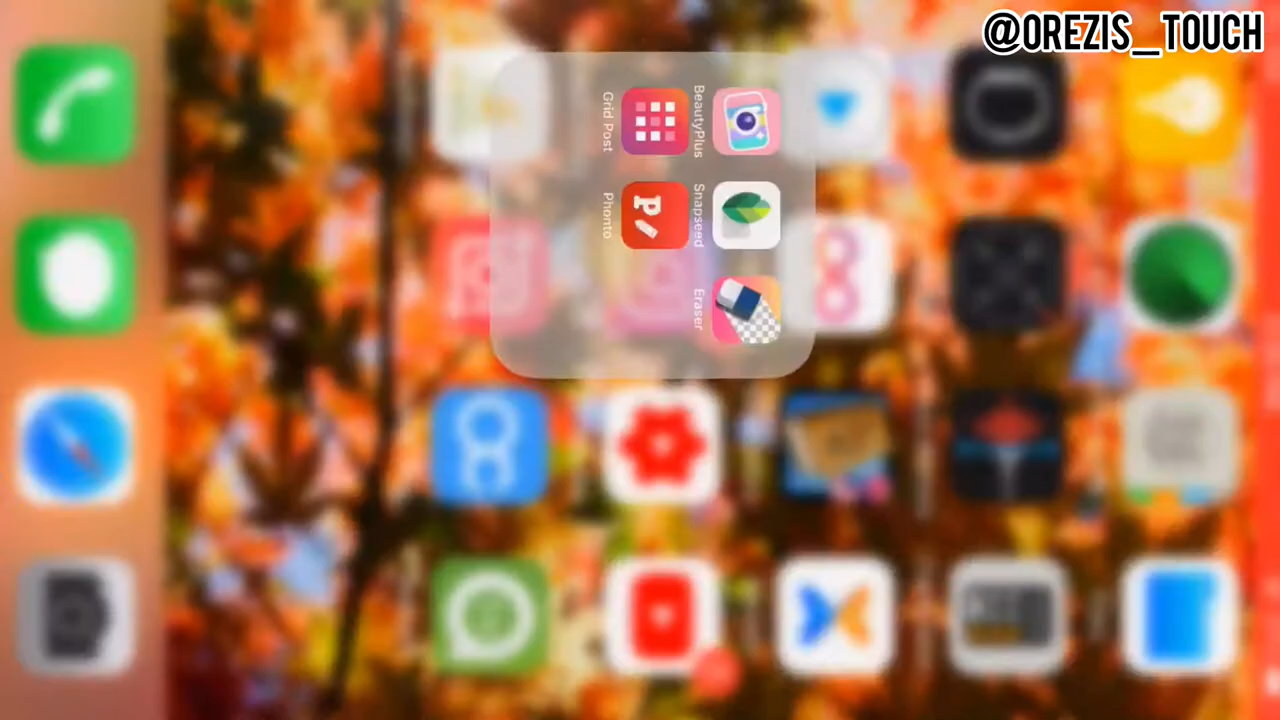 @OREZIS_TOUCH
BeautyPlus
Snapseed
Eraser
Grid Post
Phonto